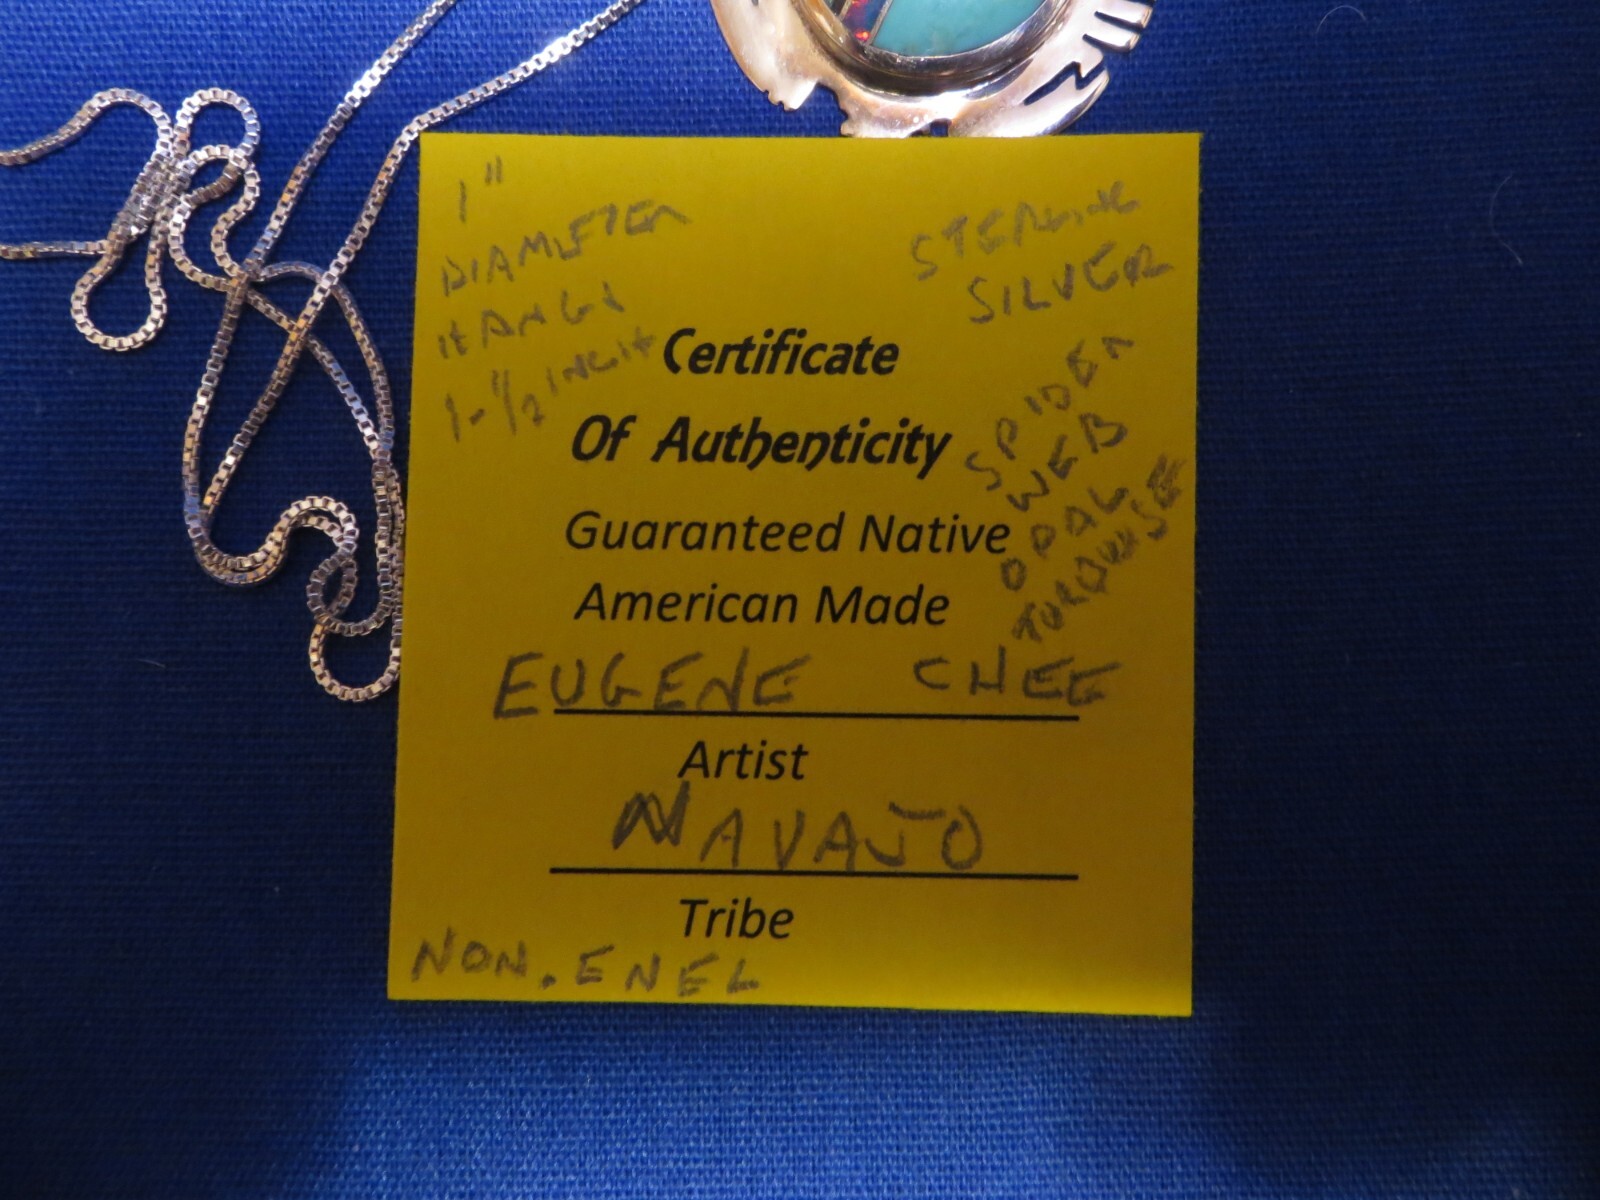 1"
DIAMETER
HANGS
1-1/2 INCH
STERLING
SILVER
SPIDER
WEB
OPAL
TURQUOISE
Certificate
Of Authenticity
Guaranteed Native
American Made
EUGENE CHEE
Artist
NAVAJO
Tribe
NON. ENEL